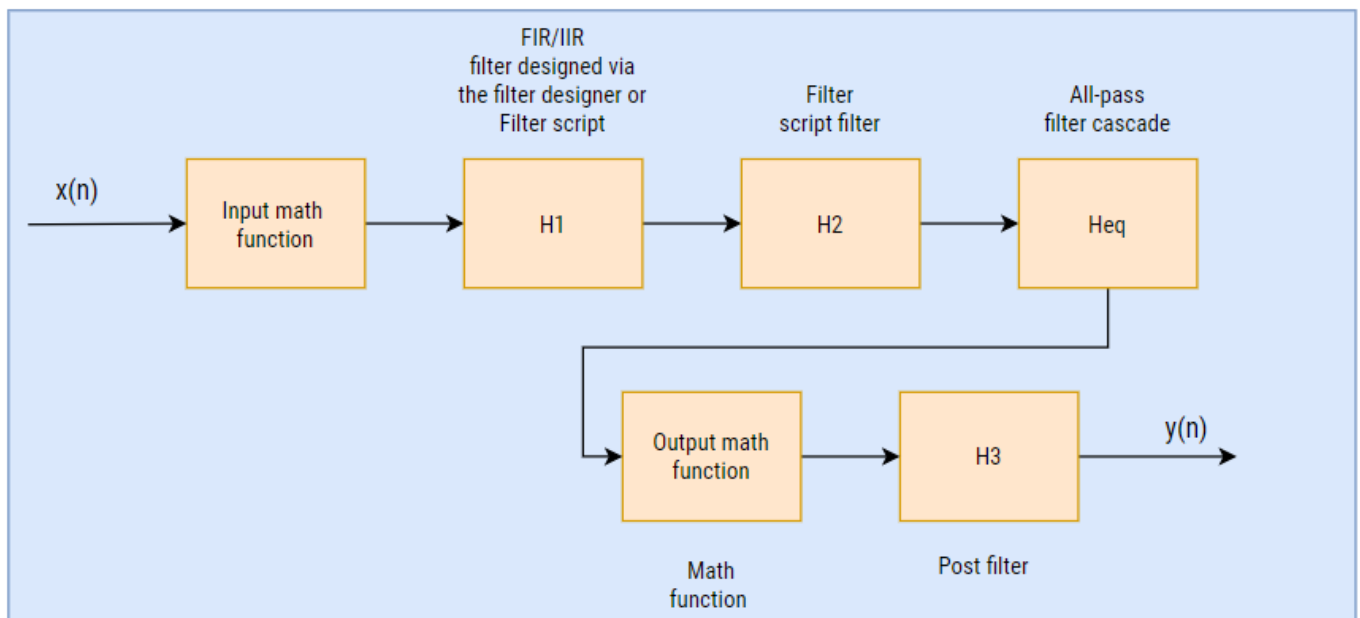 FIR/IIR
filter designed via
the filter designer or
Filter script
Filter
script filter
All-pass
filter cascade
x(n)
Input math
function
H1
H2
Heq
Output math
function
H3
y(n)
Math
function
Post filter